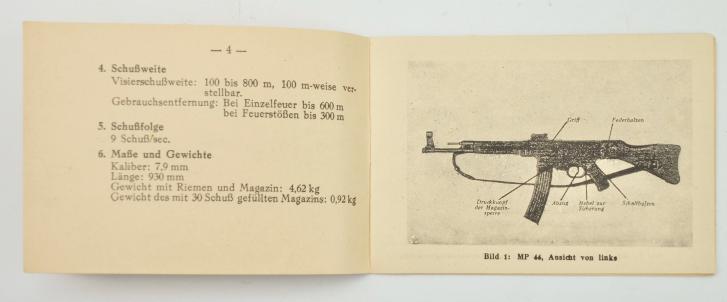 — 4 —
4. Schußweite
Visierschußweite: 100 bis 800 m, 100 m-weise ver-
stellbar.
Gebrauchsentfernung: Bei Einzelfeuer bis 600 m
bei Feuerstößen bis 300 m
5. Schußfolge
9 Schuß/sec.
6. Maße und Gewichte
Kaliber: 7,9 mm
Länge: 930 mm
Gewicht mit Riemen und Magazin: 4,62 kg
Gewicht des mit 30 Schuß gefüllten Magazins: 0,92 kg
Griff
Federbolzen
Druckknopf
der Magazin-
sperre
Abzug
Hebel zur
Sicherung
Schaltbolzen
Bild 1: MP 44, Ansicht von links